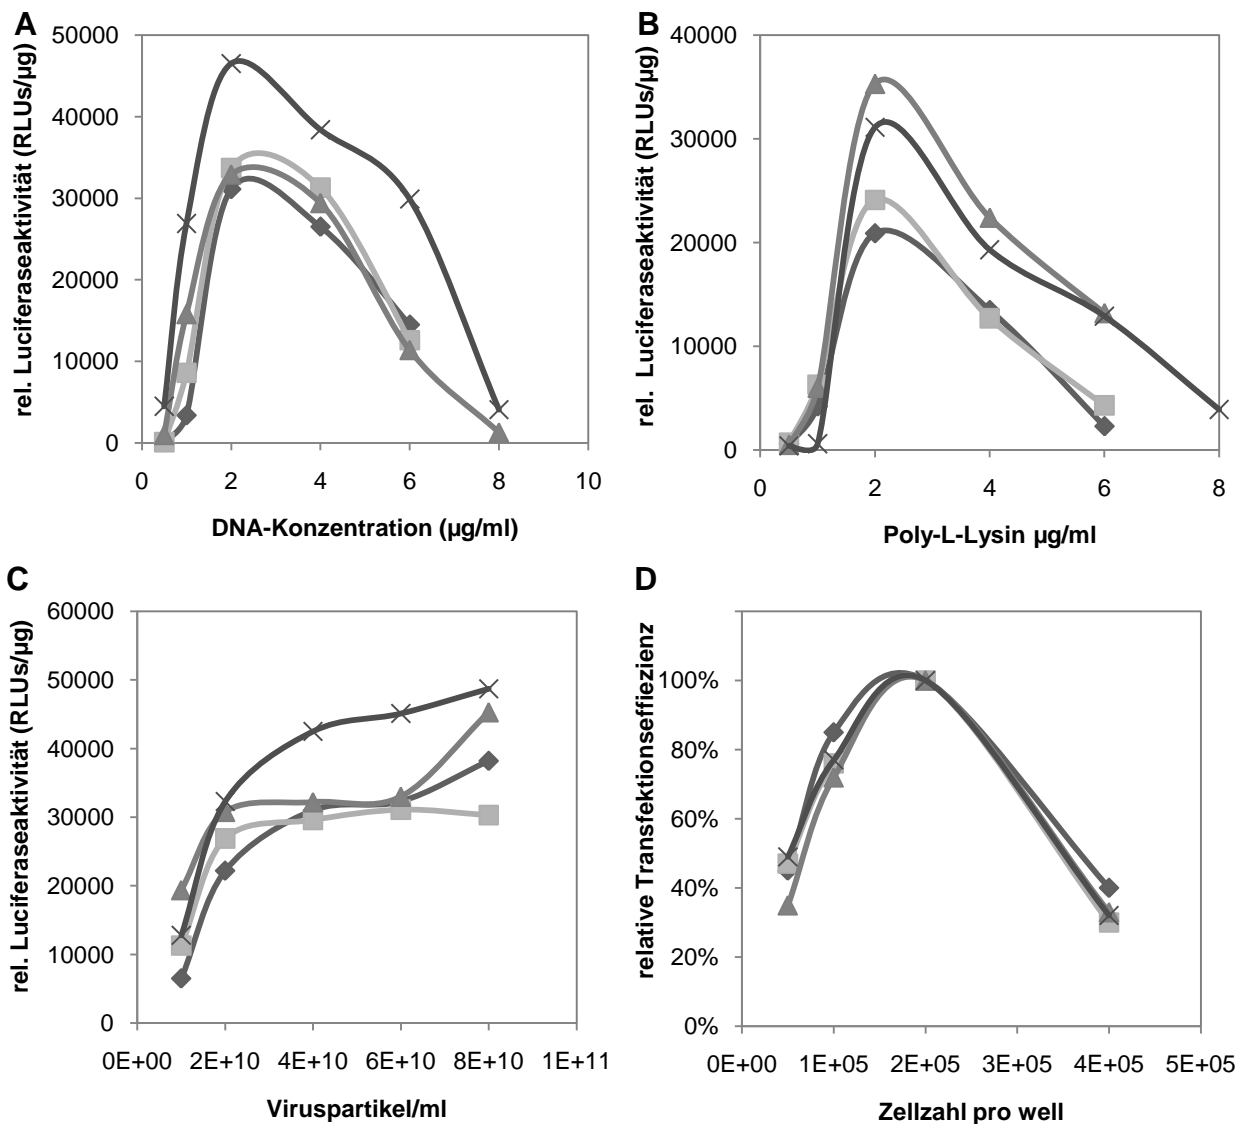 A
rel. Luciferaseaktivität (RLUs/µg)
50000
40000
30000
20000
10000
0
0 2 4 6 8 10
DNA-Konzentration (µg/ml)
B
rel. Luciferaseaktivität (RLUs/µg)
40000
30000
20000
10000
0
0 2 4 6 8
Poly-L-Lysin µg/ml
C
rel. Luciferaseaktivität (RLUs/µg)
60000
50000
40000
30000
20000
10000
0
0E+00 2E+10 4E+10 6E+10 8E+10 1E+11
Viruspartikel/ml
D
relative Transfektionseffiezienz
100%
80%
60%
40%
20%
0%
0E+00 1E+05 2E+05 3E+05 4E+05 5E+05
Zellzahl pro well